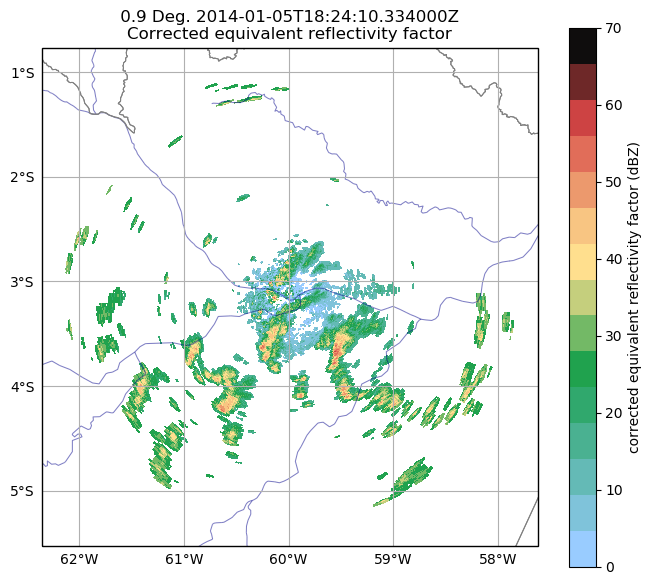 0.9 Deg. 2014-01-05T18:24:10.334000Z
Corrected equivalent reflectivity factor
1°S
2°S
3°S
4°S
5°S
62°W 61°W 60°W 59°W 58°W
70
60
50
40
30
20
10
0
corrected equivalent reflectivity factor (dBZ)